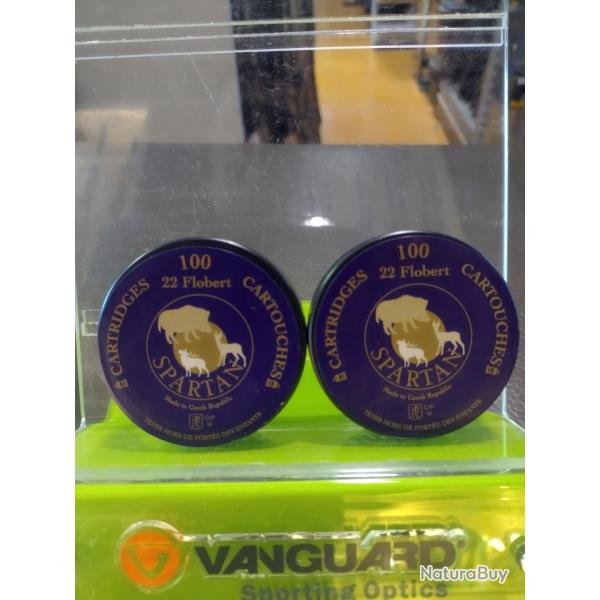 100
22 Flobert
CARTRIDGES
CARTOUCHES
SPARTAN
Made in Czech Republic
TENIR HORS DE PORTÉE DES ENFANTS
100
22 Flobert
CARTRIDGES
CARTOUCHES
SPARTAN
Made in Czech Republic
TENIR HORS DE PORTÉE DES ENFANTS
VANGUARD
Sporting Optics
NaturaBuy